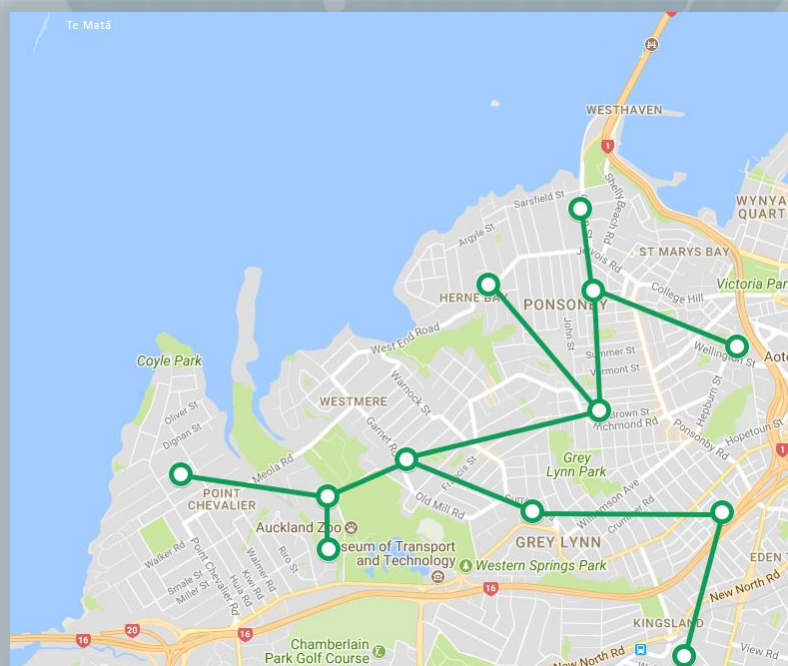 Te Matā
WESTHAVEN
1
Sarsfield St
Shelly Beach Rd
WYNYA
QUART
Argyle St
Jervois Rd
ST MARYS BAY
College Hill
Victoria Par
HERNE BA
PONSONBY
John St
West End Road
Summer St
Wellington St
Aote
Vermont St
Coyle Park
Warnock St
Hepburn St
WESTMERE
Brown St
Richmond Rd
Oliver St
Dignan St
Garnet R
Ponsonby Rd
Hopetoun St
1
Meola Rd
Francis St
Grey
Lynn Park
POINT
CHEVALIER
Old Mill Rd
Surre
Williamson Ave
Crummer Rd
Auckland Zoo
GREY LYNN
seum of Transport
and Technology
Walker Rd
Point Chevalier Rd
Riro St
Walmer Rd
Kiwi Rd
Huia Rd
Smale St
Miller St
Western Springs Park
EDEN T
16
New North Rd
20
16
16
KINGSLAND
Chamberlain
Park Golf Course
New North Rd
View Rd